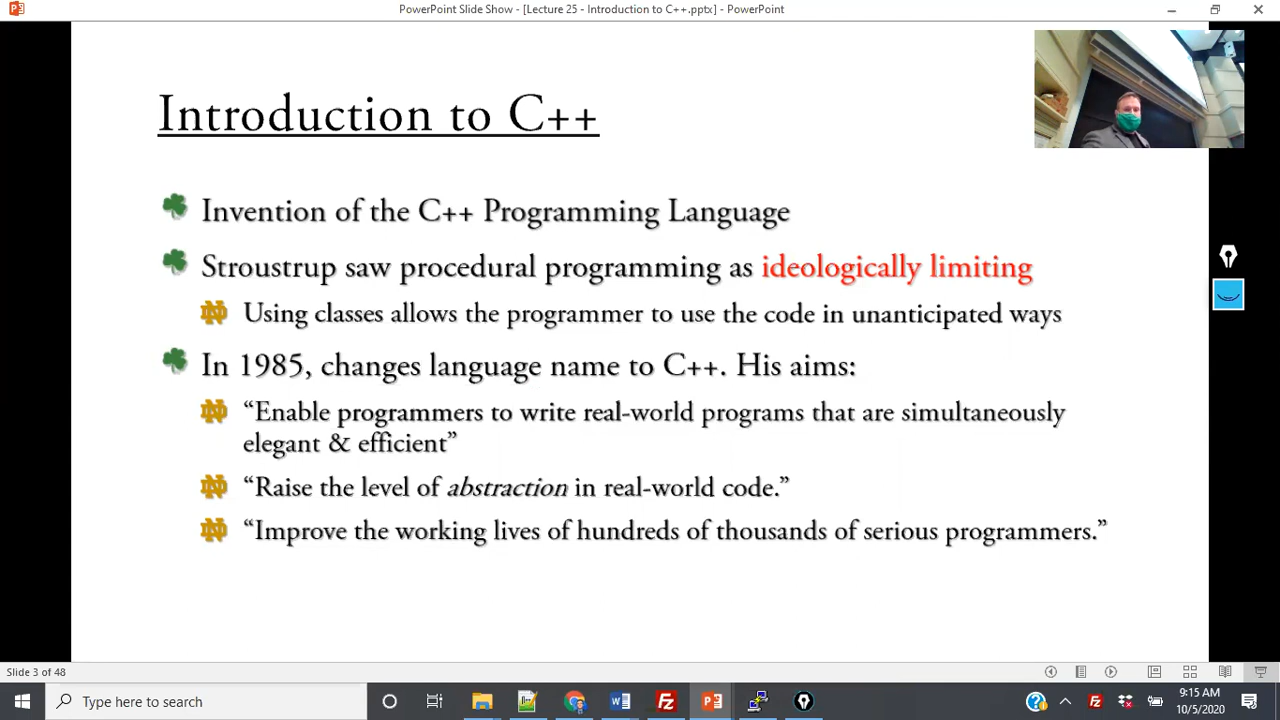 PowerPoint Slide Show - [Lecture 25 - Introduction to C++.pptx] - PowerPoint
Introduction to C++
Invention of the C++ Programming Language
Stroustrup saw procedural programming as ideologically limiting
Using classes allows the programmer to use the code in unanticipated ways
In 1985, changes language name to C++. His aims:
“Enable programmers to write real-world programs that are simultaneously
elegant & efficient”
“Raise the level of abstraction in real-world code.”
“Improve the working lives of hundreds of thousands of serious programmers.”
Slide 3 of 48
Type here to search
9:15 AM
10/5/2020